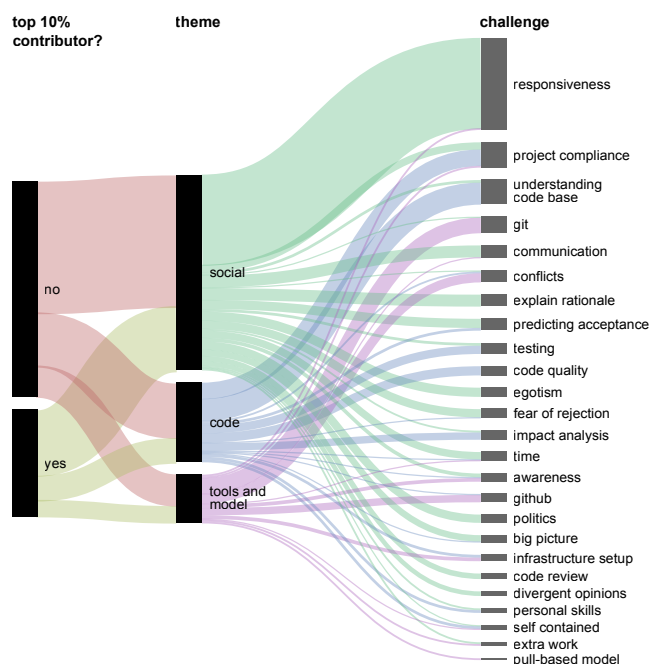 top 10%
contributor?
theme
challenge
no
yes
social
code
tools and
model
responsiveness
project compliance
understanding
code base
git
communication
conflicts
explain rationale
predicting acceptance
testing
code quality
egotism
fear of rejection
impact analysis
time
awareness
github
politics
big picture
infrastructure setup
code review
divergent opinions
personal skills
self contained
extra work
pull-based model